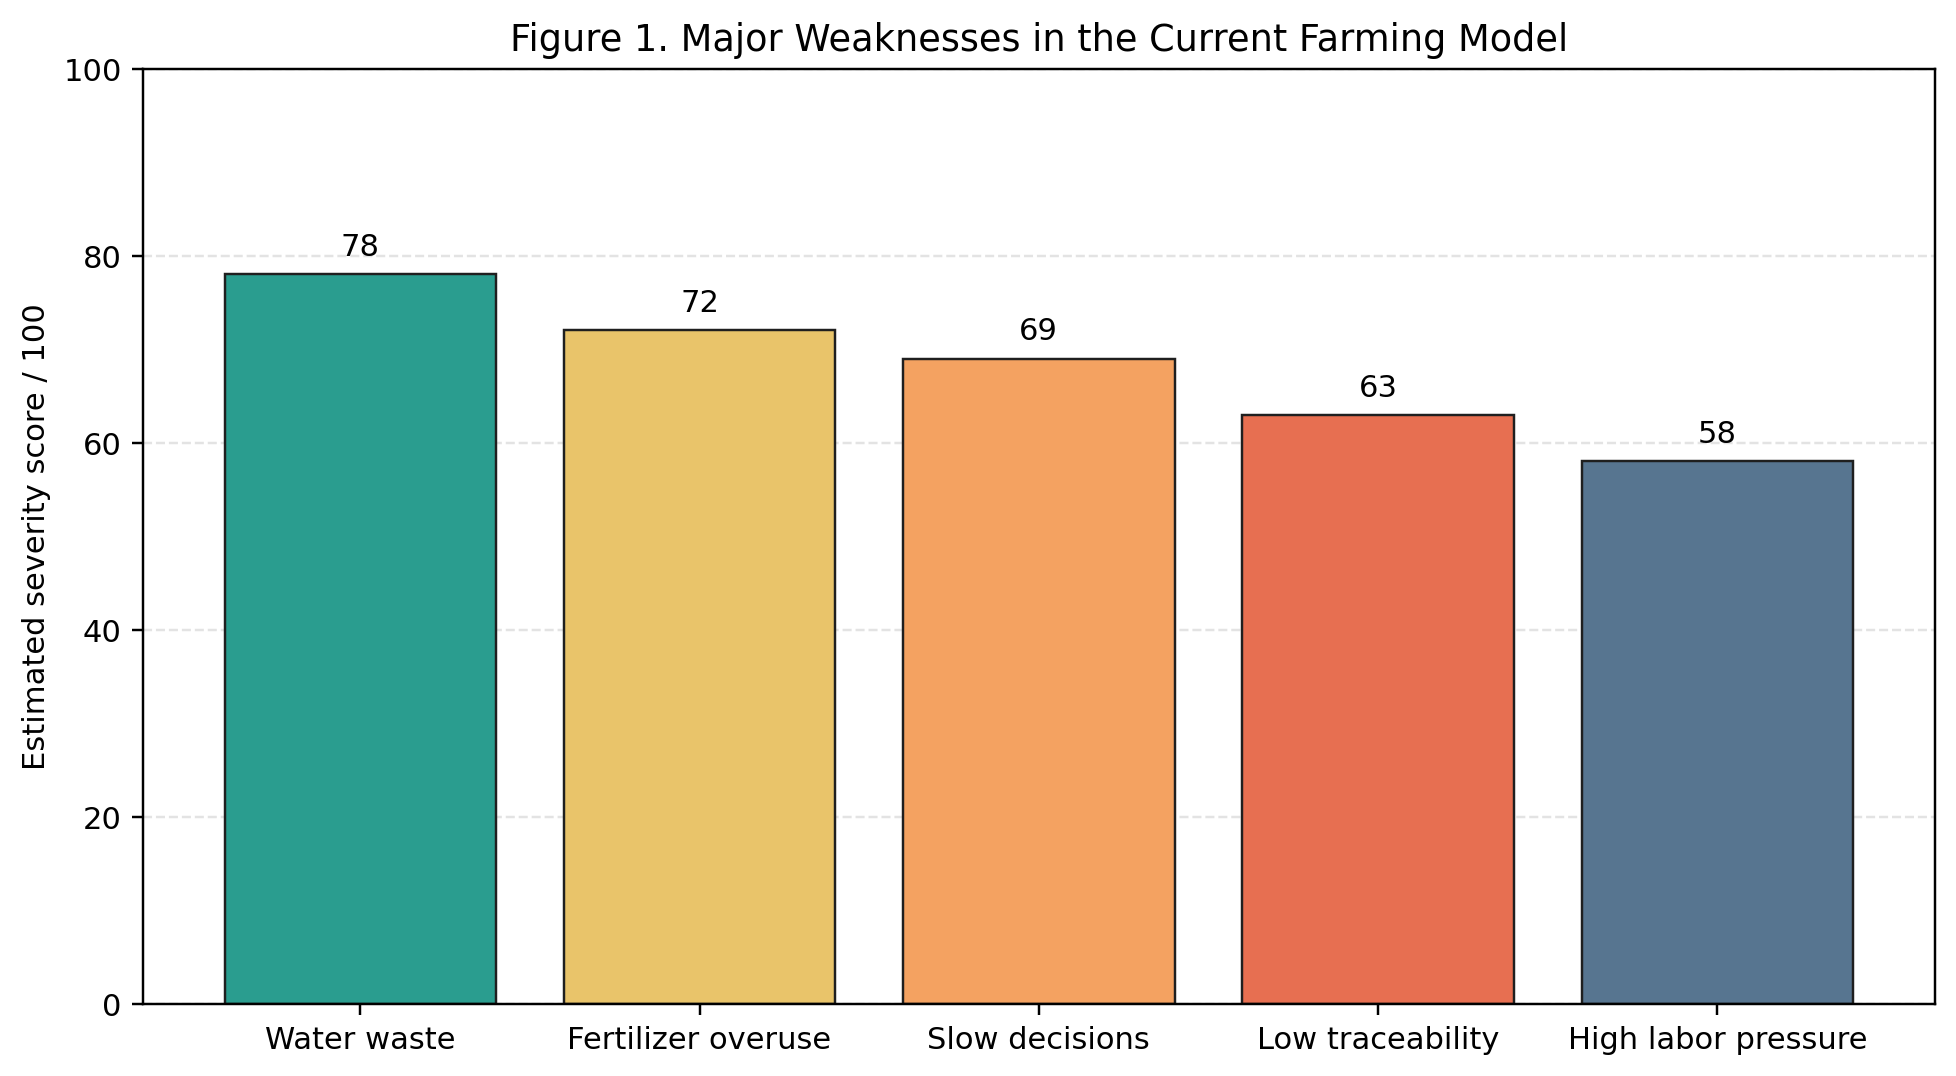 Figure 1. Major Weaknesses in the Current Farming Model
Estimated severity score / 100
100
80
60
40
20
0
78
72
69
63
58
Water waste
Fertilizer overuse
Slow decisions
Low traceability
High labor pressure